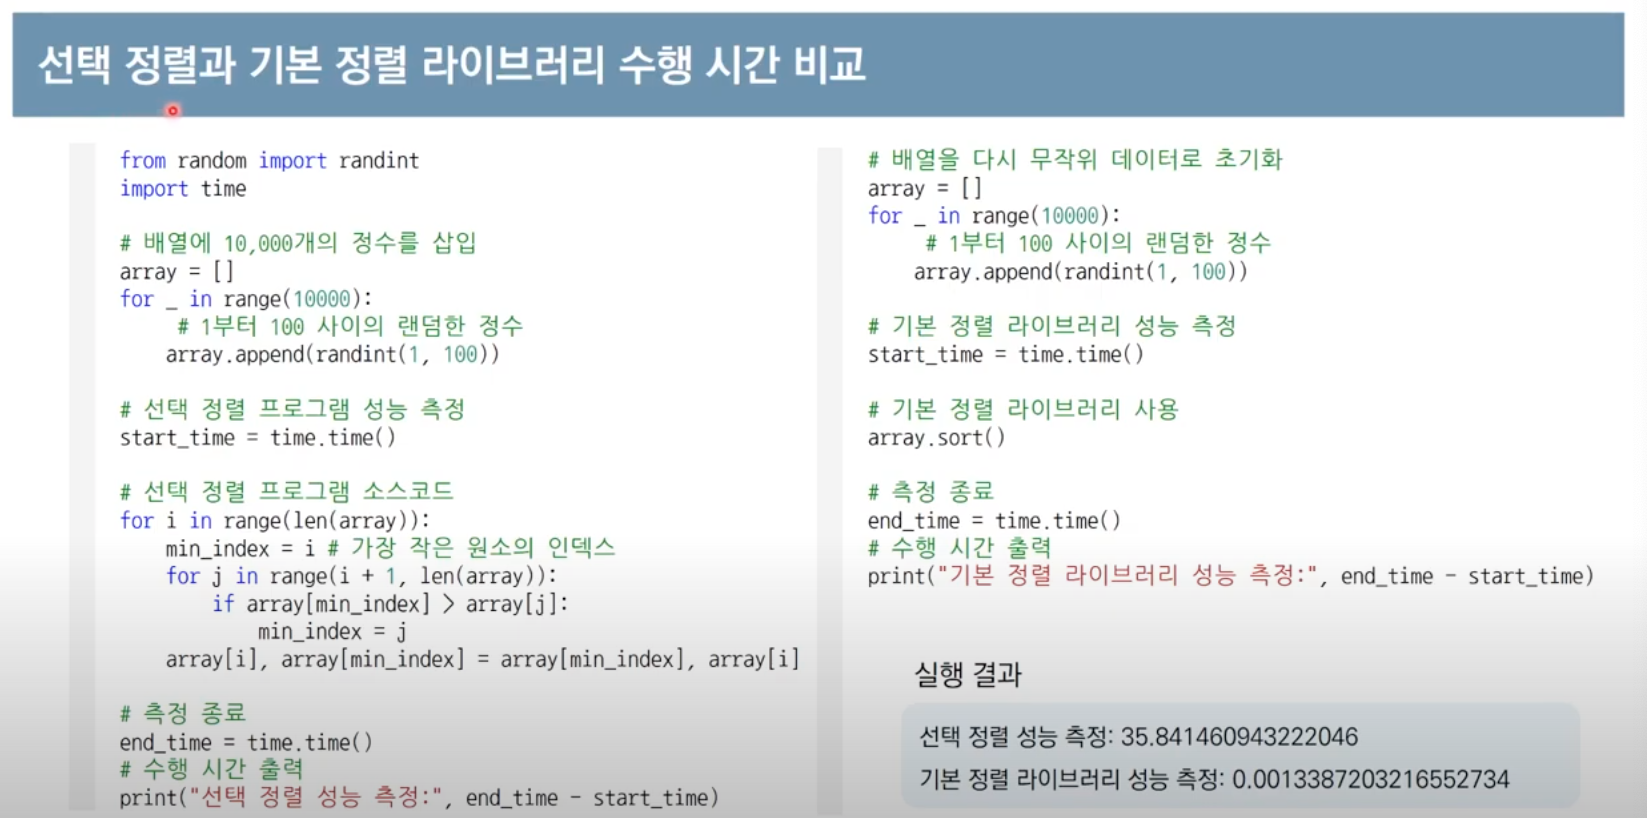 선택 정렬과 기본 정렬 라이브러리 수행 시간 비교
from random import randint
import time
# 배열에 10,000개의 정수를 삽입
array = []
for _ in range(10000):
    # 1부터 100 사이의 랜덤한 정수
    array.append(randint(1, 100))
# 선택 정렬 프로그램 성능 측정
start_time = time.time()
# 선택 정렬 프로그램 소스코드
for i in range(len(array)):
    min_index = i # 가장 작은 원소의 인덱스
    for j in range(i + 1, len(array)):
        if array[min_index] > array[j]:
            min_index = j
    array[i], array[min_index] = array[min_index], array[i]
# 측정 종료
end_time = time.time()
# 수행 시간 출력
print("선택 정렬 성능 측정:", end_time - start_time)
# 배열을 다시 무작위 데이터로 초기화
array = []
for _ in range(10000):
    # 1부터 100 사이의 랜덤한 정수
    array.append(randint(1, 100))
# 기본 정렬 라이브러리 성능 측정
start_time = time.time()
# 기본 정렬 라이브러리 사용
array.sort()
# 측정 종료
end_time = time.time()
# 수행 시간 출력
print("기본 정렬 라이브러리 성능 측정:", end_time - start_time)
실행 결과
선택 정렬 성능 측정: 35.841460943222046
기본 정렬 라이브러리 성능 측정: 0.0013387203216552734